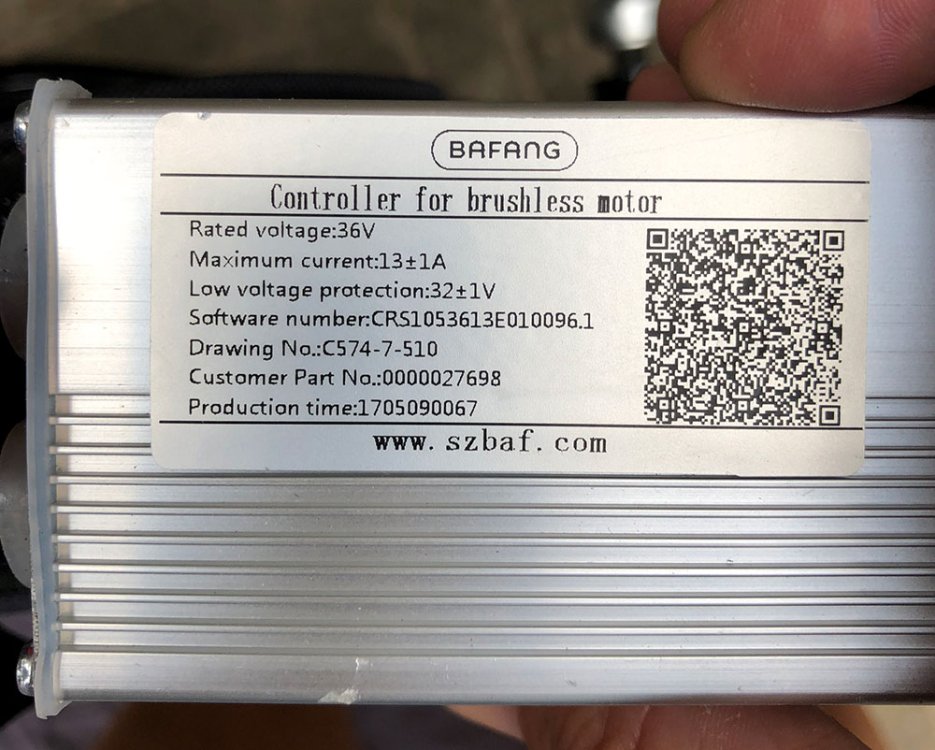 BAFANG
Controller for brushless motor
Rated voltage:36V
Maximum current:13±1A
Low voltage protection:32±1V
Software number:CRS1053613E010096.1
Drawing No.:C574-7-510
Customer Part No.:0000027698
Production time:1705090067
www.szbaf.com